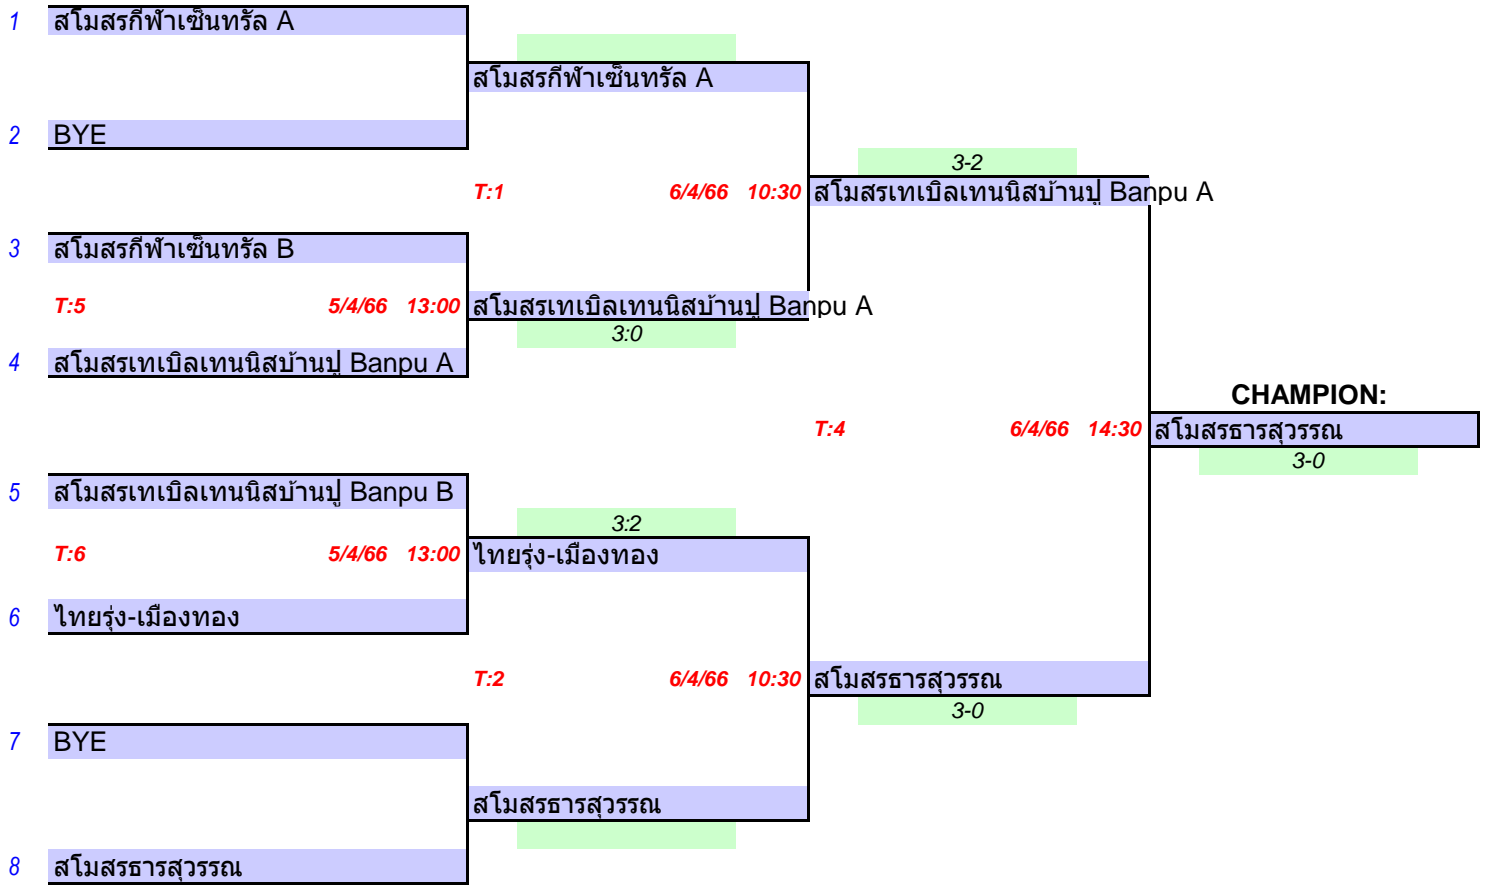 1 สโมสรกีฬาเซ็นทรัล A
สโมสรกีฬาเซ็นทรัล A
2 BYE
3-2
T:1 6/4/66 10:30 สโมสรเทเบิลเทนนิสบ้านปู Banpu A
3 สโมสรกีฬาเซ็นทรัล B
T:5 5/4/66 13:00 สโมสรเทเบิลเทนนิสบ้านปู Banpu A
3:0
4 สโมสรเทเบิลเทนนิสบ้านปู Banpu A
CHAMPION:
T:4 6/4/66 14:30 สโมสรธารสุวรรณ
3-0
5 สโมสรเทเบิลเทนนิสบ้านปู Banpu B
3:2
T:6 5/4/66 13:00 ไทยรุ่ง-เมืองทอง
6 ไทยรุ่ง-เมืองทอง
T:2 6/4/66 10:30 สโมสรธารสุวรรณ
3-0
7 BYE
สโมสรธารสุวรรณ
8 สโมสรธารสุวรรณ